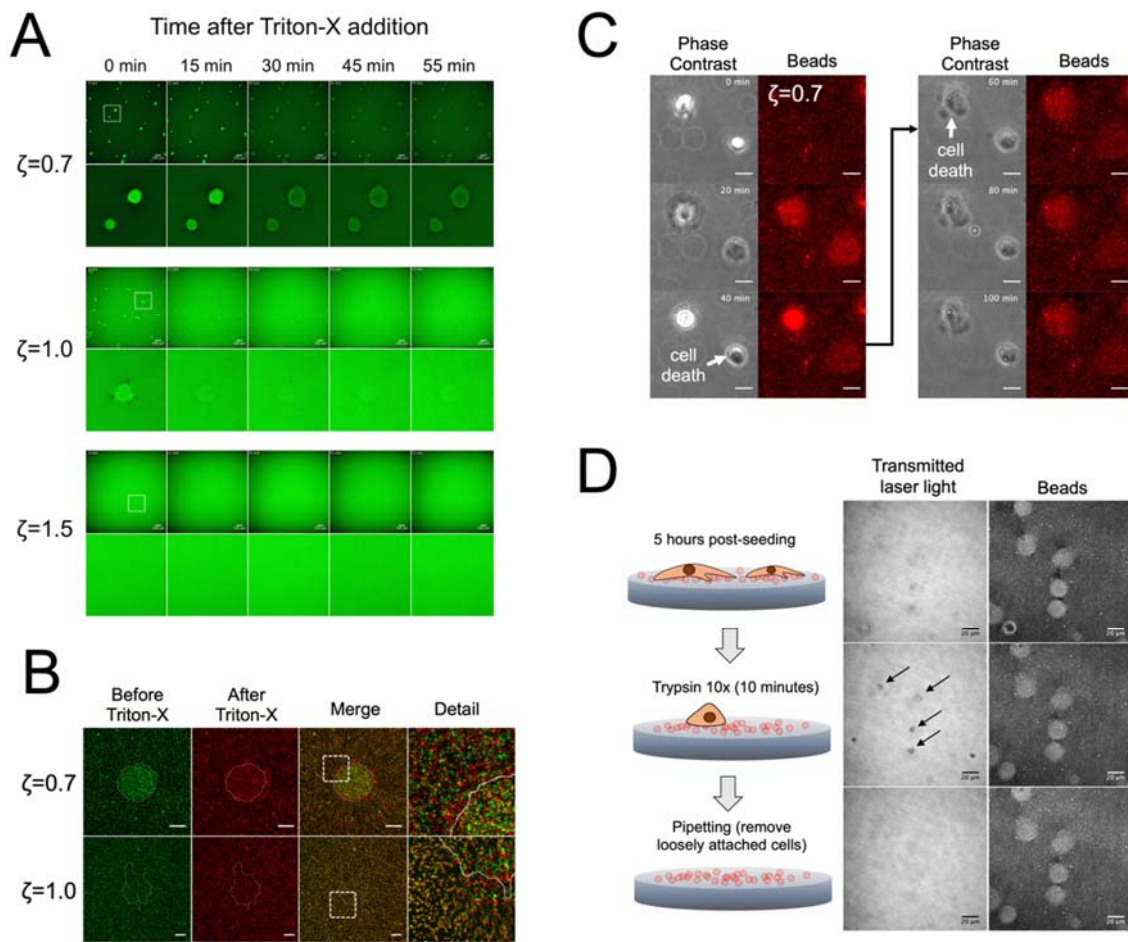 A
Time after Triton-X addition
0 min 15 min 30 min 45 min 55 min
ζ=0.7
ζ=1.0
ζ=1.5
B
Before
Triton-X
After
Triton-X
Merge
Detail
ζ=0.7
ζ=1.0
C
Phase
Contrast
Beads
0 min
ζ=0.7
20 min
40 min
cell
death
Phase
Contrast
Beads
60 min
cell
death
80 min
100 min
D
Transmitted
laser light
Beads
5 hours post-seeding
20 µm
20 µm
Trypsin 10x (10 minutes)
20 µm
20 µm
Pipetting (remove
loosely attached cells)
20 µm
20 µm